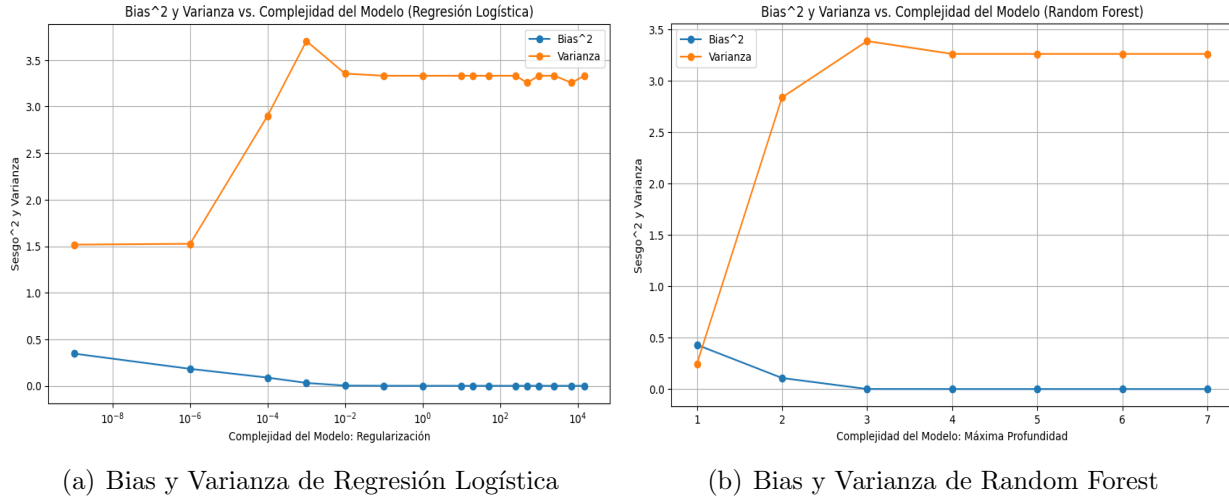 Bias^2 y Varianza vs. Complejidad del Modelo (Regresión Logística)
Bias^2
Varianza
Sesgo^2 y Varianza
3.5
3.0
2.5
2.0
1.5
1.0
0.5
0.0
10^−8 10^−6 10^−4 10^−2 10^0 10^2 10^4
Complejidad del Modelo: Regularización
(a) Bias y Varianza de Regresión Logística
Bias^2 y Varianza vs. Complejidad del Modelo (Random Forest)
Bias^2
Varianza
Sesgo^2 y Varianza
3.5
3.0
2.5
2.0
1.5
1.0
0.5
0.0
1 2 3 4 5 6 7
Complejidad del Modelo: Máxima Profundidad
(b) Bias y Varianza de Random Forest